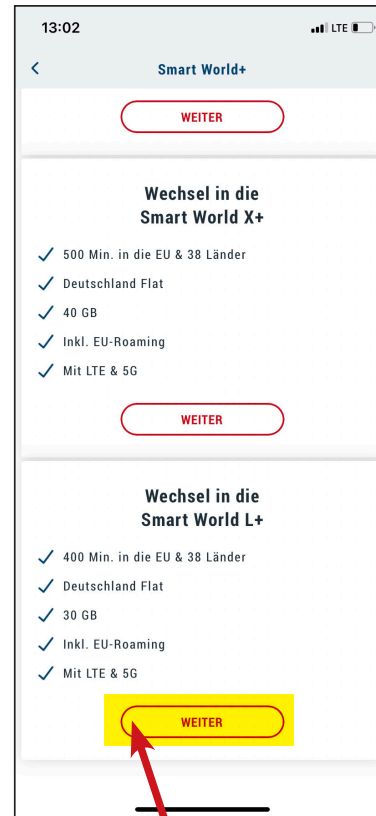 13:02 LTE
Smart World+
WEITER
Wechsel in die
Smart World X+
500 Min. in die EU & 38 Länder
Deutschland Flat
40 GB
Inkl. EU-Roaming
Mit LTE & 5G
WEITER
Wechsel in die
Smart World L+
400 Min. in die EU & 38 Länder
Deutschland Flat
30 GB
Inkl. EU-Roaming
Mit LTE & 5G
WEITER